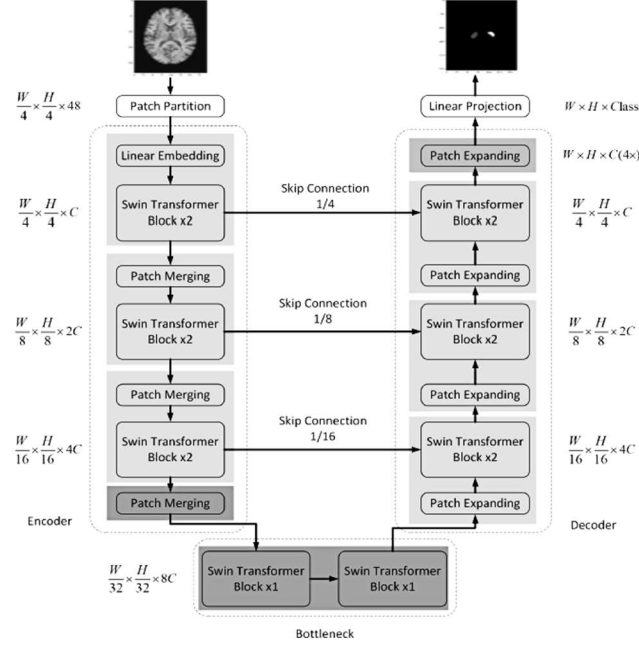 W/4 × H/4 × 48
Patch Partition
Linear Projection
W × H × Class
Linear Embedding
Patch Expanding
W × H × C(4×)
W/4 × H/4 × C
Swin Transformer
Block x2
Skip Connection
1/4
Swin Transformer
Block x2
W/4 × H/4 × C
Patch Merging
Patch Expanding
W/8 × H/8 × 2C
Swin Transformer
Block x2
Skip Connection
1/8
Swin Transformer
Block x2
W/8 × H/8 × 2C
Patch Merging
Patch Expanding
W/16 × H/16 × 4C
Swin Transformer
Block x2
Skip Connection
1/16
Swin Transformer
Block x2
W/16 × H/16 × 4C
Patch Merging
Patch Expanding
Encoder
Decoder
W/32 × H/32 × 8C
Swin Transformer
Block x1
Swin Transformer
Block x1
Bottleneck